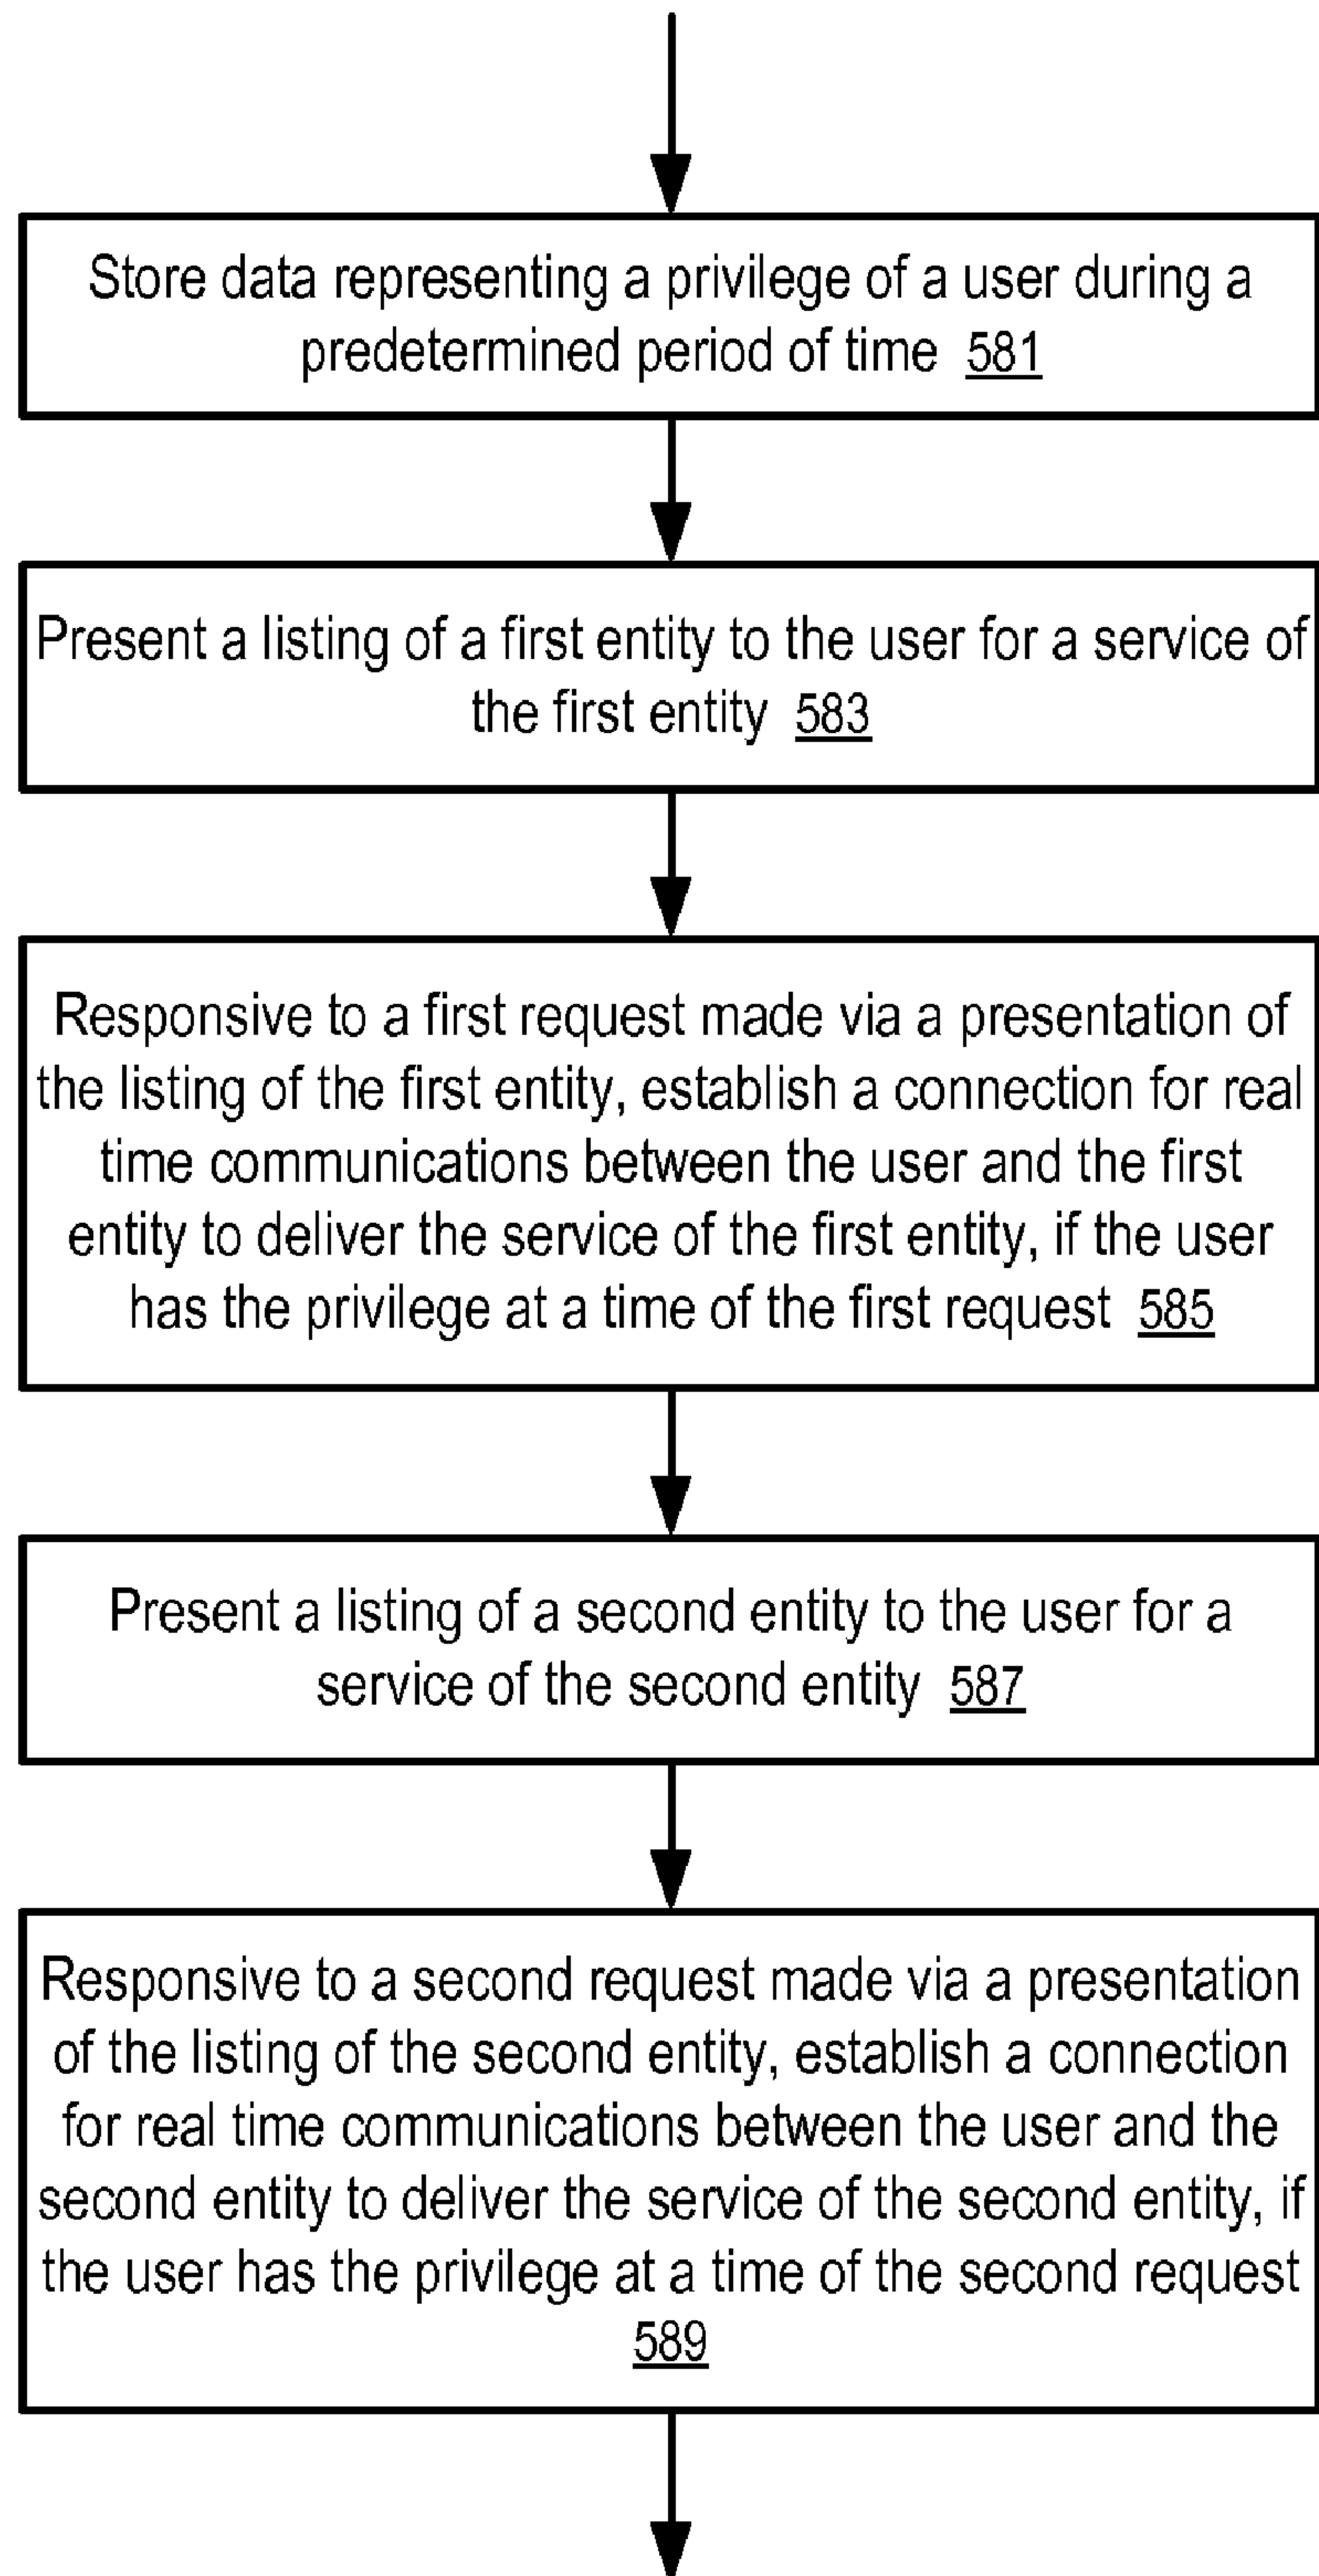 Store data representing a privilege of a user during a
predetermined period of time 581
Present a listing of a first entity to the user for a service of
the first entity 583
Responsive to a first request made via a presentation of
the listing of the first entity, establish a connection for real
time communications between the user and the first
entity to deliver the service of the first entity, if the user
has the privilege at a time of the first request 585
Present a listing of a second entity to the user for a
service of the second entity 587
Responsive to a second request made via a presentation
of the listing of the second entity, establish a connection
for real time communications between the user and the
second entity to deliver the service of the second entity, if
the user has the privilege at a time of the second request
589